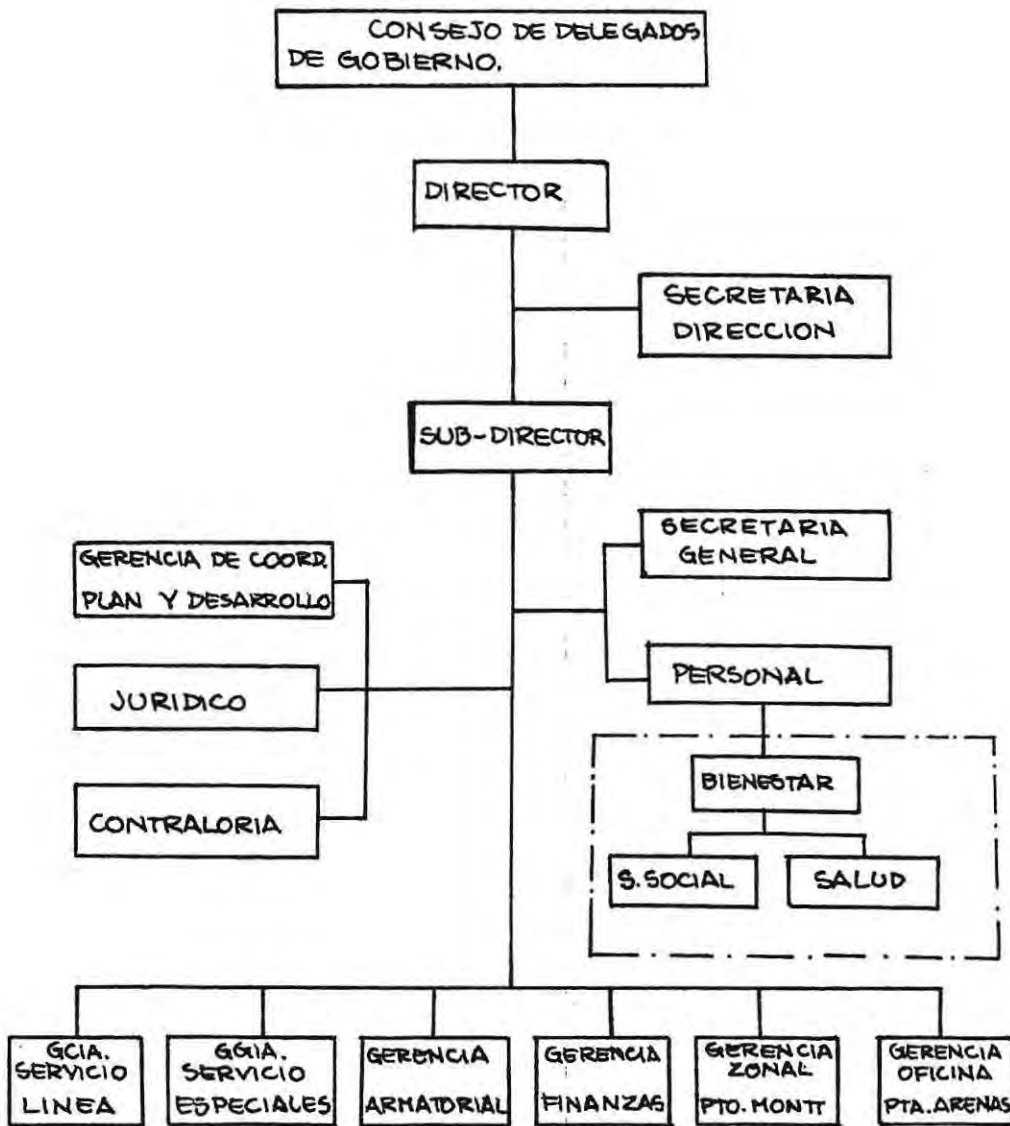 CONSEJO DE DELEGADOS
DE GOBIERNO.
DIRECTOR
SECRETARIA
DIRECCION
SUB-DIRECTOR
SECRETARIA
GENERAL
GERENCIA DE COORD.
PLAN Y DESARROLLO
PERSONAL
JURIDICO
BIENESTAR
CONTRALORIA
S. SOCIAL
SALUD
GCIA.
SERVICIO
LINEA
GGIA.
SERVICIO
ESPECIALES
GERENCIA
ARMATORIAL
GERENCIA
FINANZAS
GERENCIA
ZONAL
PTO. MONTT
GERENCIA
OFICINA
PTA. ARENAS